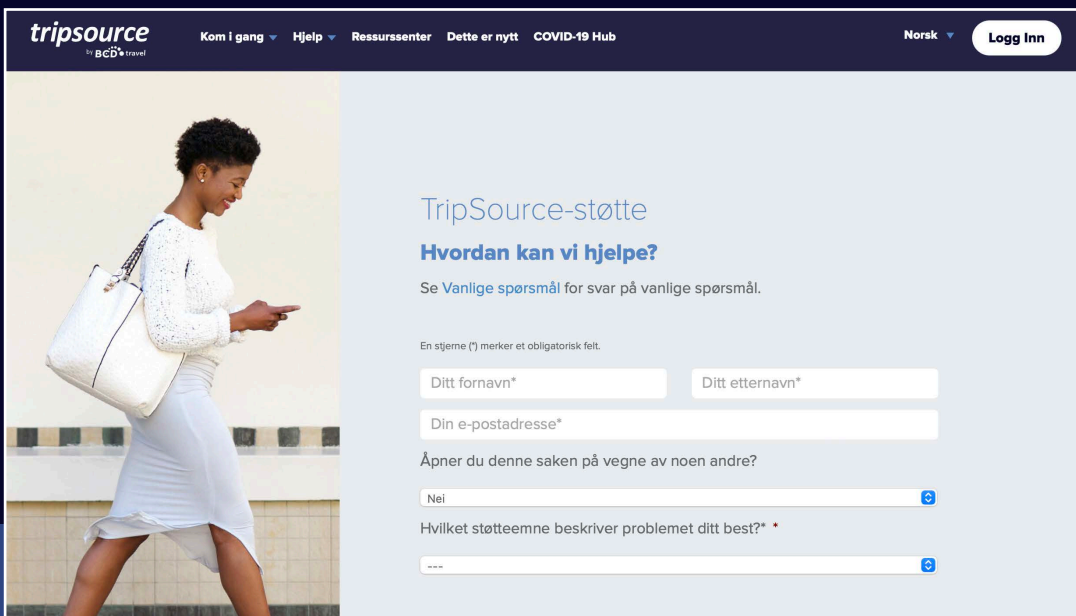 tripsource
by BCD travel
Kom i gang
Hjelp
Ressurssenter
Dette er nytt
COVID-19 Hub
Norsk
Logg Inn
TripSource-støtte
Hvordan kan vi hjelpe?
Se Vanlige spørsmål for svar på vanlige spørsmål.
En stjerne (*) merker et obligatorisk felt.
Ditt fornavn*
Ditt etternavn*
Din e-postadresse*
Åpner du denne saken på vegne av noen andre?
Nei
Hvilket støtteemne beskriver problemet ditt best?* *
---